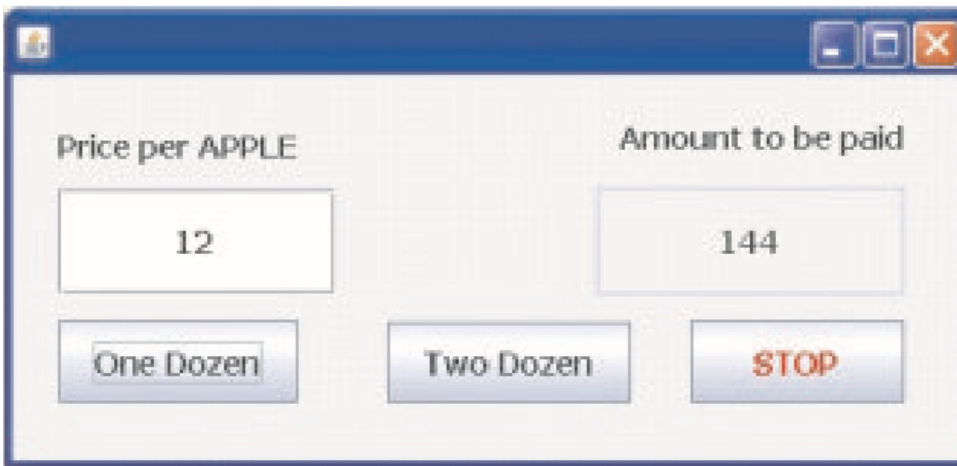 Price per APPLE
Amount to be paid
12
144
One Dozen
Two Dozen
STOP